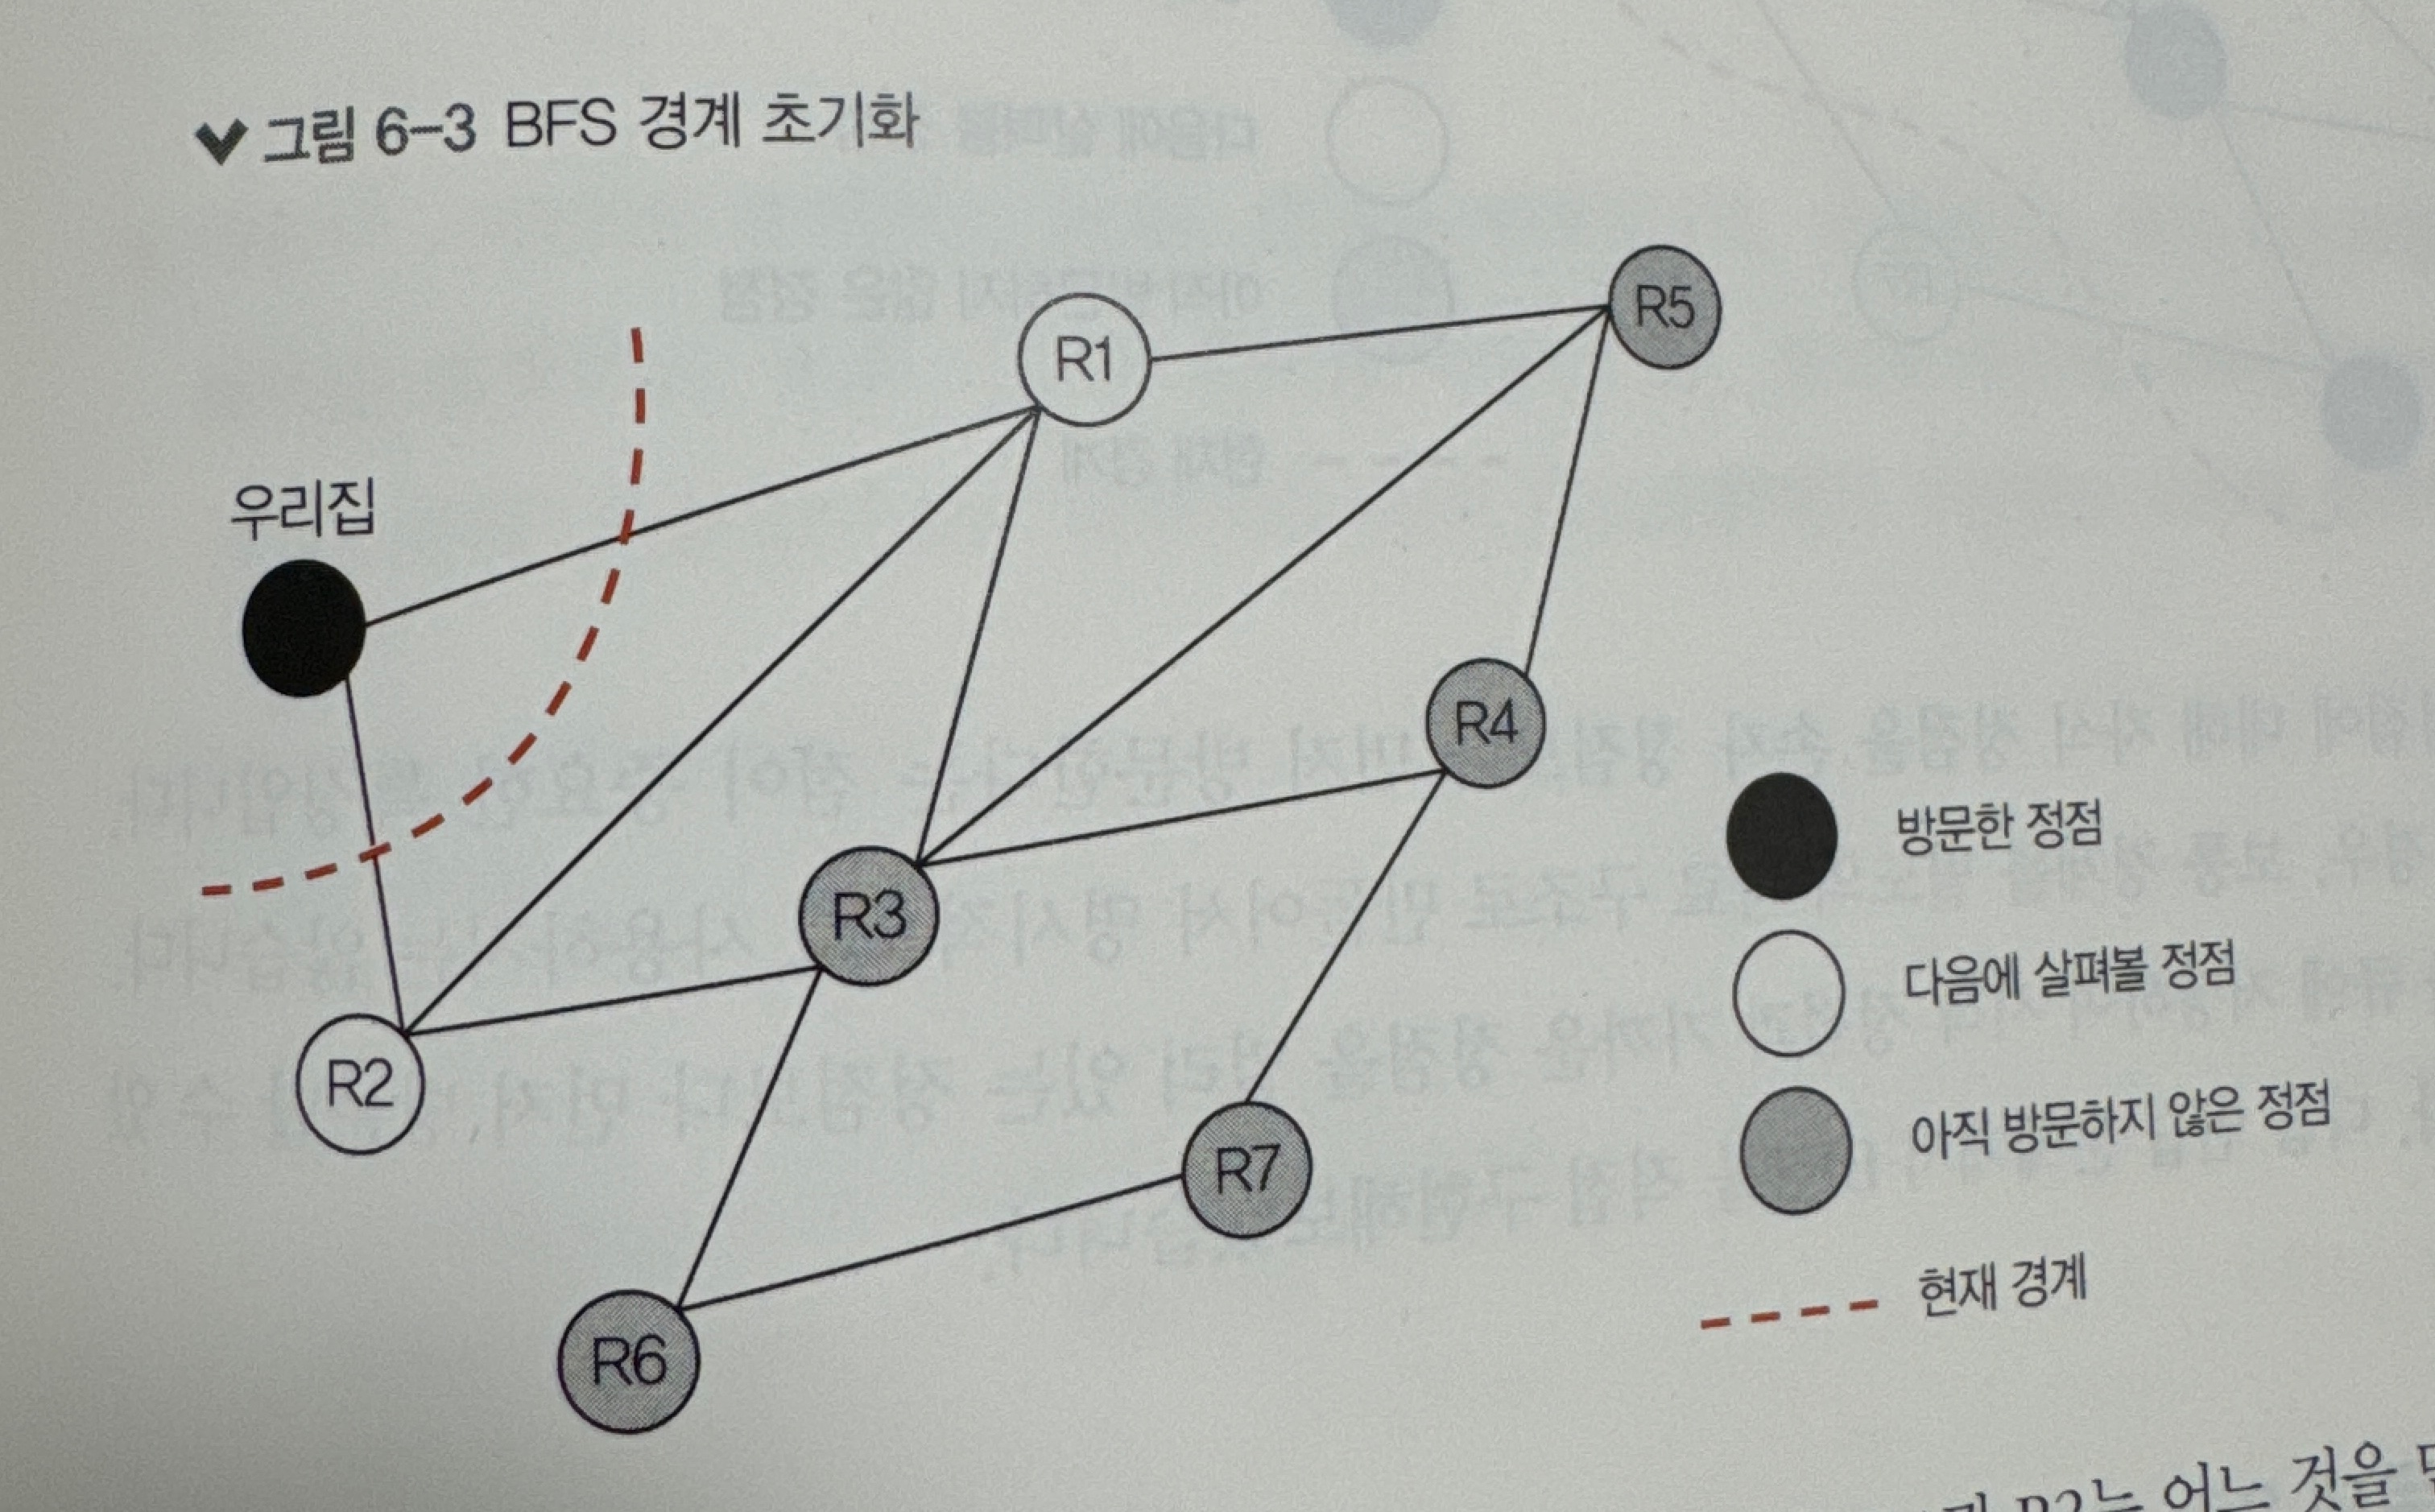 그림 6-3 BFS 경계 초기화
R5
R1
우리집
R4
R3
R2
R7
R6
방문한 정점
다음에 살펴볼 정점
아직 방문하지 않은 정점
현재 경계
R2는 어느 것을